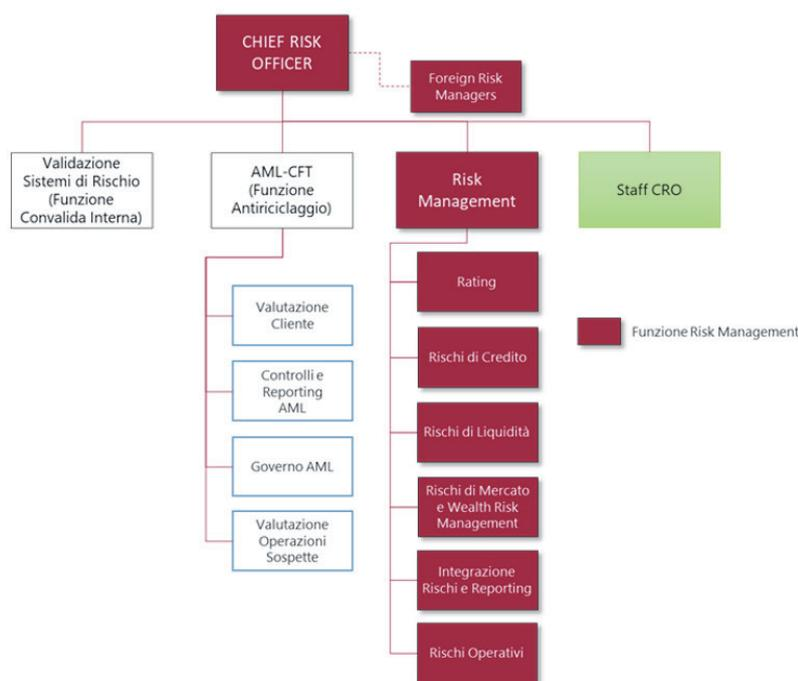 CHIEF RISK
OFFICER
Foreign Risk
Managers
Validazione
Sistemi di Rischio
(Funzione
Convalida Interna)
AML-CFT
(Funzione
Antiriciclaggio)
Risk
Management
Staff CRO
Valutazione
Cliente
Controlli e
Reporting
AML
Governo AML
Valutazione
Operazioni
Sospette
Rating
Rischi di Credito
Rischi di Liquidità
Rischi di Mercato
e Wealth Risk
Management
Integrazione
Rischi e Reporting
Rischi Operativi
Funzione Risk Management